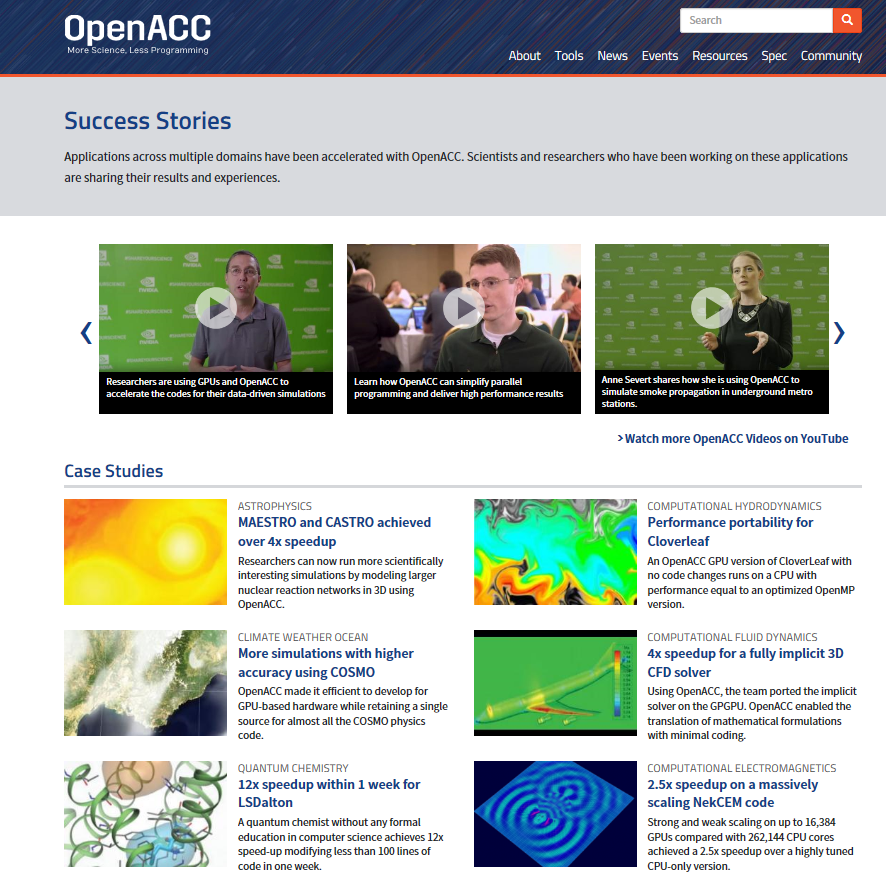 OpenACC
More Science, Less Programming
Search
About Tools News Events Resources Spec Community
Success Stories
Applications across multiple domains have been accelerated with OpenACC. Scientists and researchers who have been working on these applications
are sharing their results and experiences.
Researchers are using GPUs and OpenACC to
accelerate the codes for their data-driven simulations
Learn how OpenACC can simplify parallel
programming and deliver high performance results
Anne Severt shares how she is using OpenACC to
simulate smoke propagation in underground metro
stations.
> Watch more OpenACC Videos on YouTube
Case Studies
ASTROPHYSICS
MAESTRO and CASTRO achieved
over 4x speedup
Researchers can now run more scientifically
interesting simulations by modeling larger
nuclear reaction networks in 3D using
OpenACC.
COMPUTATIONAL HYDRODYNAMICS
Performance portability for
Cloverleaf
An OpenACC GPU version of CloverLeaf with
no code changes runs on a CPU with
performance equal to an optimized OpenMP
version.
CLIMATE WEATHER OCEAN
More simulations with higher
accuracy using COSMO
OpenACC made it efficient to develop for
GPU-based hardware while retaining a single
source for almost all the COSMO physics
code.
COMPUTATIONAL FLUID DYNAMICS
4x speedup for a fully implicit 3D
CFD solver
Using OpenACC, the team ported the implicit
solver on the GPGPU. OpenACC enabled the
translation of mathematical formulations
with minimal coding.
QUANTUM CHEMISTRY
12x speedup within 1 week for
LSDalton
A quantum chemist without any formal
education in computer science achieves 12x
speed-up modifying less than 100 lines of
code in one week.
COMPUTATIONAL ELECTROMAGNETICS
2.5x speedup on a massively
scaling NekCEM code
Strong and weak scaling on up to 16,384
GPUs compared with 262,144 CPU cores
achieved a 2.5x speedup over a highly tuned
CPU-only version.